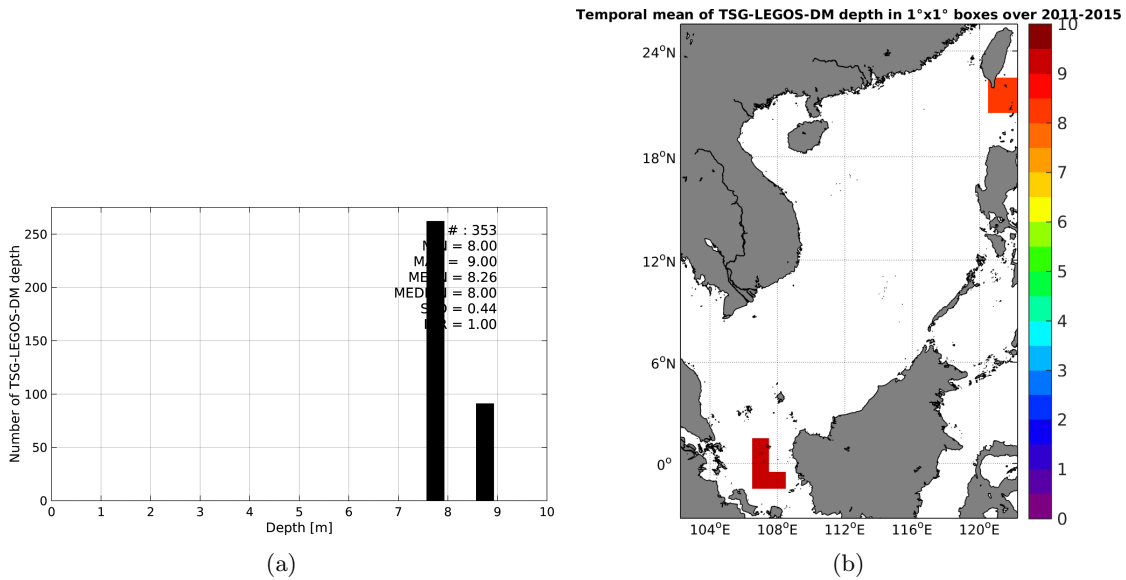 Temporal mean of TSG-LEGOS-DM depth in 1°x1° boxes over 2011-2015
Number of TSG-LEGOS-DM depth
250
200
150
100
50
0
# : 353
= 8.00
= 9.00
= 8.26
= 8.00
= 0.44
= 1.00
0 1 2 3 4 5 6 7 8 9 10
Depth [m]
(a)
24°N
18°N
12°N
6°N
0°
104°E 108°E 112°E 116°E 120°E
10
9
8
7
6
5
4
3
2
1
0
(b)